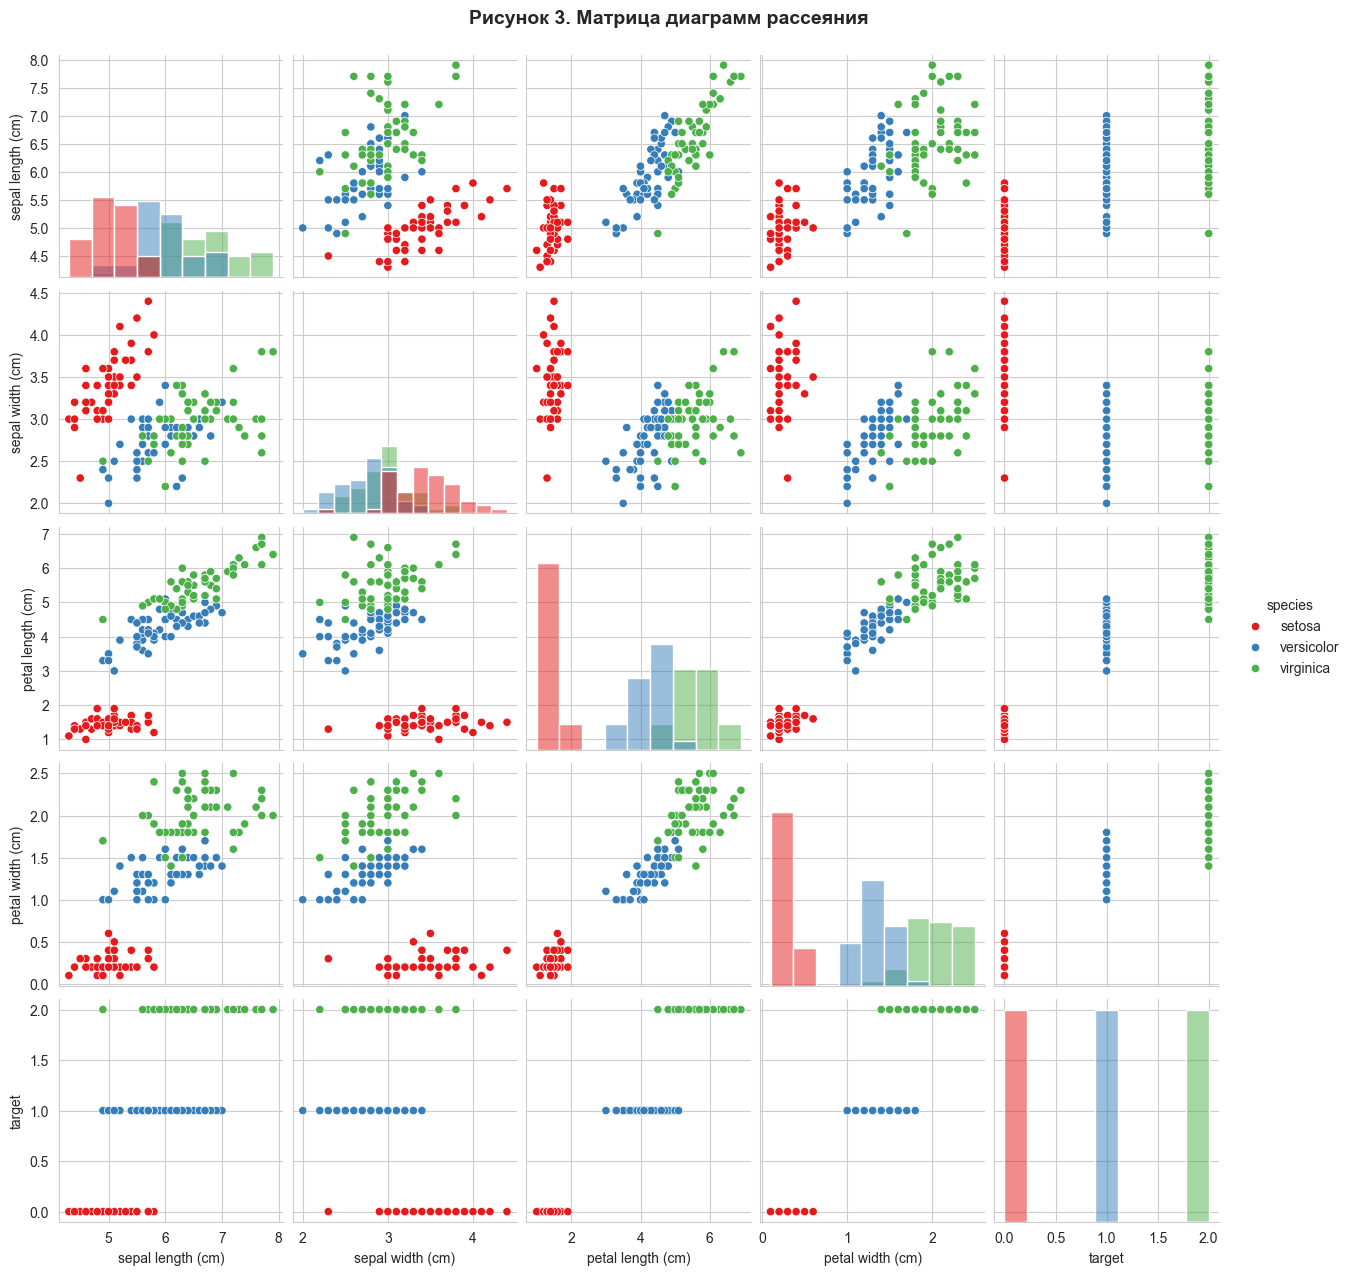 Рисунок 3. Матрица диаграмм рассеяния
8.0
7.5
7.0
6.5
6.0
5.5
5.0
4.5
sepal length (cm)
4.5
4.0
3.5
3.0
2.5
2.0
sepal width (cm)
7
6
5
4
3
2
1
petal length (cm)
species
setosa
versicolor
virginica
2.5
2.0
1.5
1.0
0.5
0.0
petal width (cm)
2.0
1.5
1.0
0.5
0.0
target
5 6 7 8 2 3 4 2 4 6 0 1 2 0.0 0.5 1.0 1.5 2.0
sepal length (cm) sepal width (cm) petal length (cm) petal width (cm) target